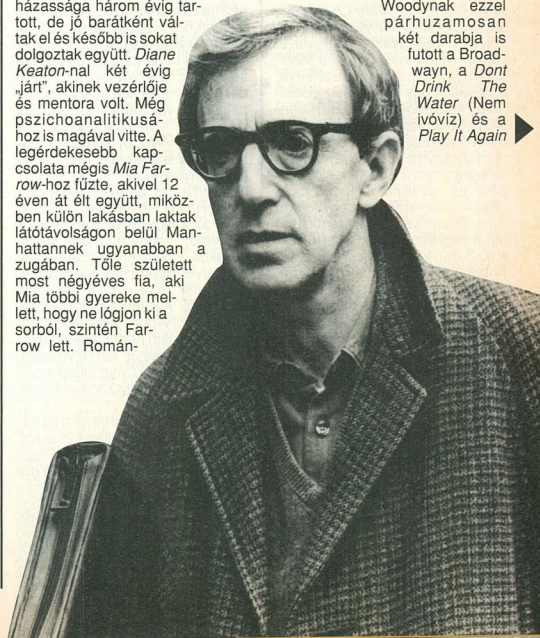 házassága három évig tar-
tott, de jó barátként vál-
tak el és később is sokat
dolgoztak együtt. Diane
Keaton-nal két évig
„járt”, akinek vezérlője
és mentora volt. Még
pszichoanalitikusá-
hoz is magával vitte. A
legérdekesebb kap-
csolata mégis Mia Far-
row-hoz fűzte, akivel 12
éven át élt együtt, miköz-
ben külön lakásban laktak
látótávolságon belül Man-
hattannek ugyanabban a
zugában. Tőle született
most négyéves fia, aki
Mia többi gyereke mel-
lett, hogy ne lógjon ki a
sorból, szintén Far-
row lett. Román-
Woodynak ezzel
párhuzamosan
két darabja is
futott a Broad-
wayn, a Dont
Drink The
Water (Nem
ivóvíz) és a
Play It Again